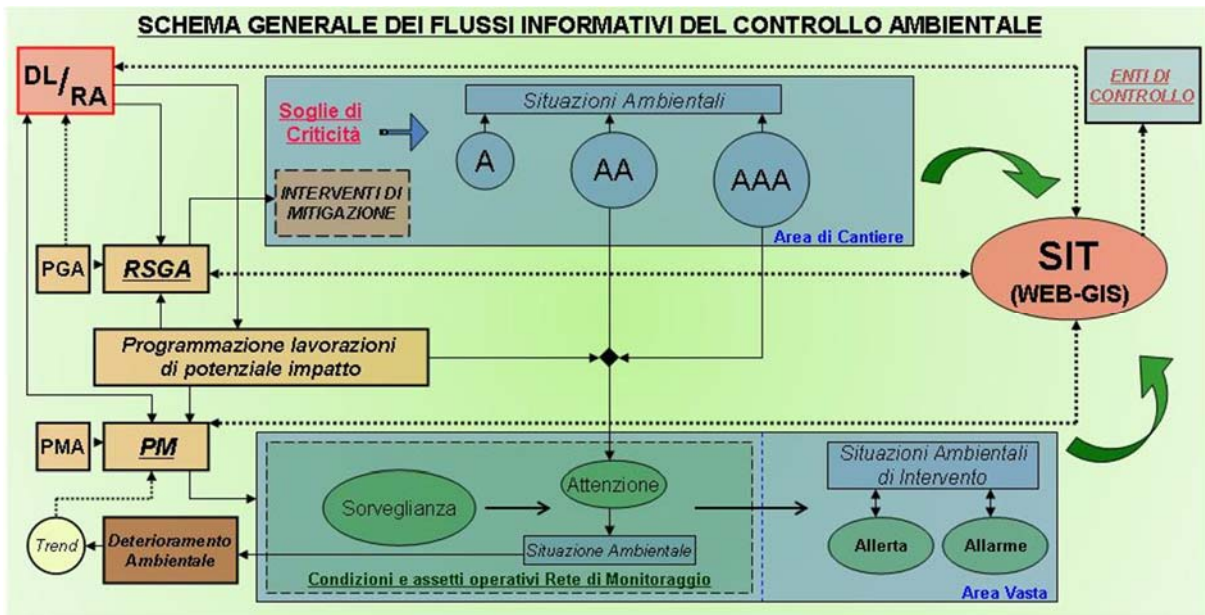 SCHEMA GENERALE DEI FLUSSI INFORMATIVI DEL CONTROLLO AMBIENTALE
DL/RA
ENTI DI
CONTROLLO
Situazioni Ambientali
Soglie di
Criticità
A
AA
AAA
INTERVENTI DI
MITIGAZIONE
Area di Cantiere
PGA
RSGA
SIT
(WEB-GIS)
Programmazione lavorazioni
di potenziale impatto
PMA
PM
Sorveglianza
Attenzione
Situazioni Ambientali
di Intervento
Trend
Deterioramento
Ambientale
Situazione Ambientale
Allerta
Allarme
Condizioni e assetti operativi Rete di Monitoraggio
Area Vasta